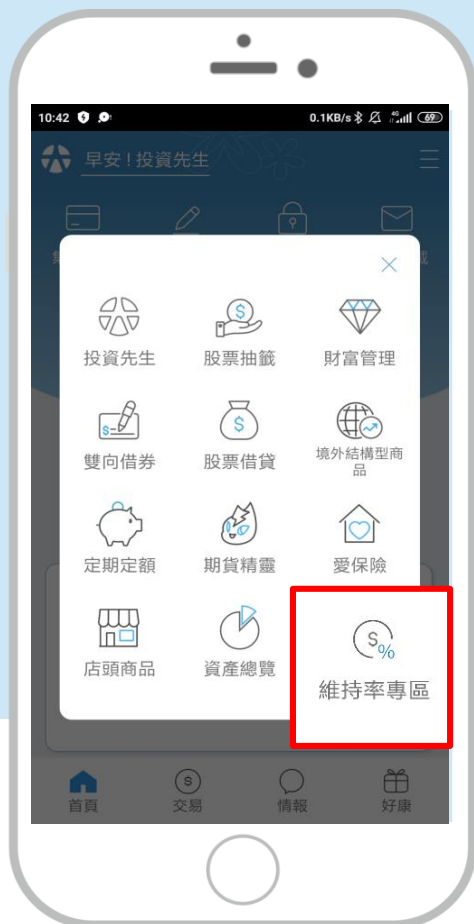 10:42
0.1KB/s
4G
69
早安!投資先生
投資先生
股票抽籤
財富管理
雙向借券
股票借貸
境外結構型商
品
定期定額
期貨精靈
愛保險
店頭商品
資產總覽
維持率專區
首頁
交易
情報
好康